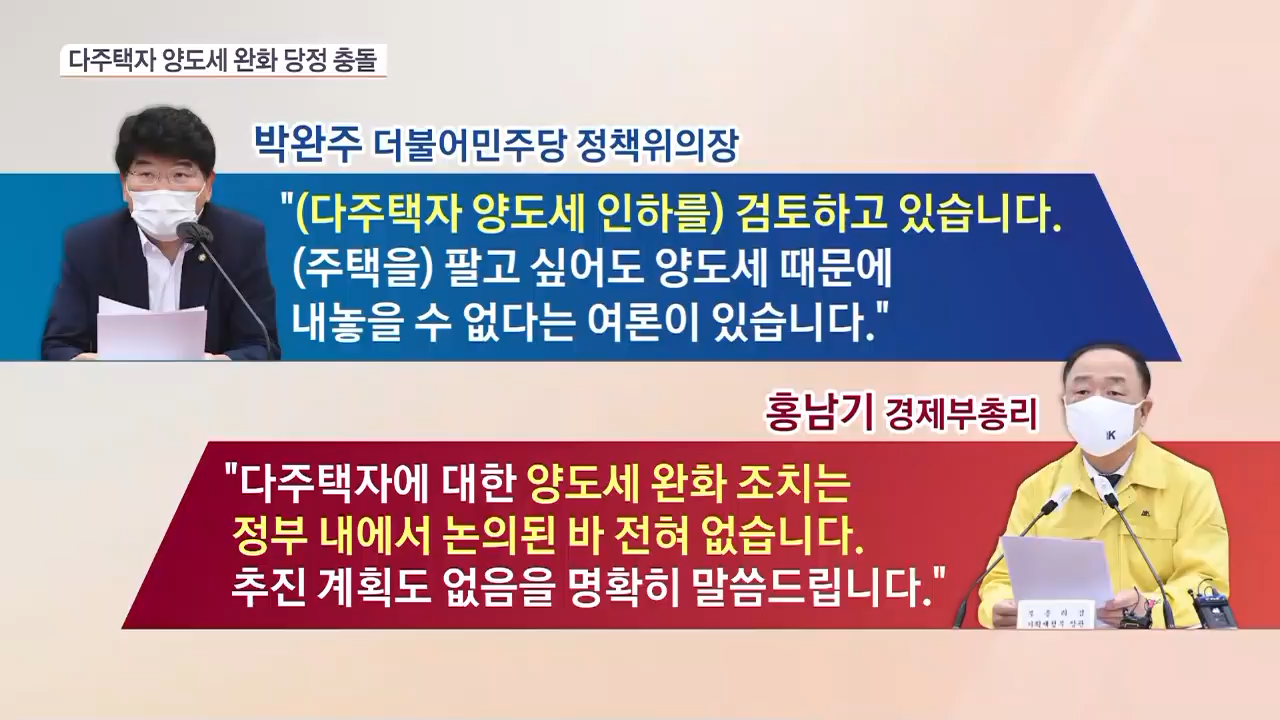 다주택자 양도세 완화 당정 충돌
박완주 더불어민주당 정책위의장
"(다주택자 양도세 인하를) 검토하고 있습니다.
(주택을) 팔고 싶어도 양도세 때문에
내놓을 수 없다는 여론이 있습니다."
홍남기 경제부총리
"다주택자에 대한 양도세 완화 조치는
정부 내에서 논의된 바 전혀 없습니다.
추진 계획도 없음을 명확히 말씀드립니다."
K